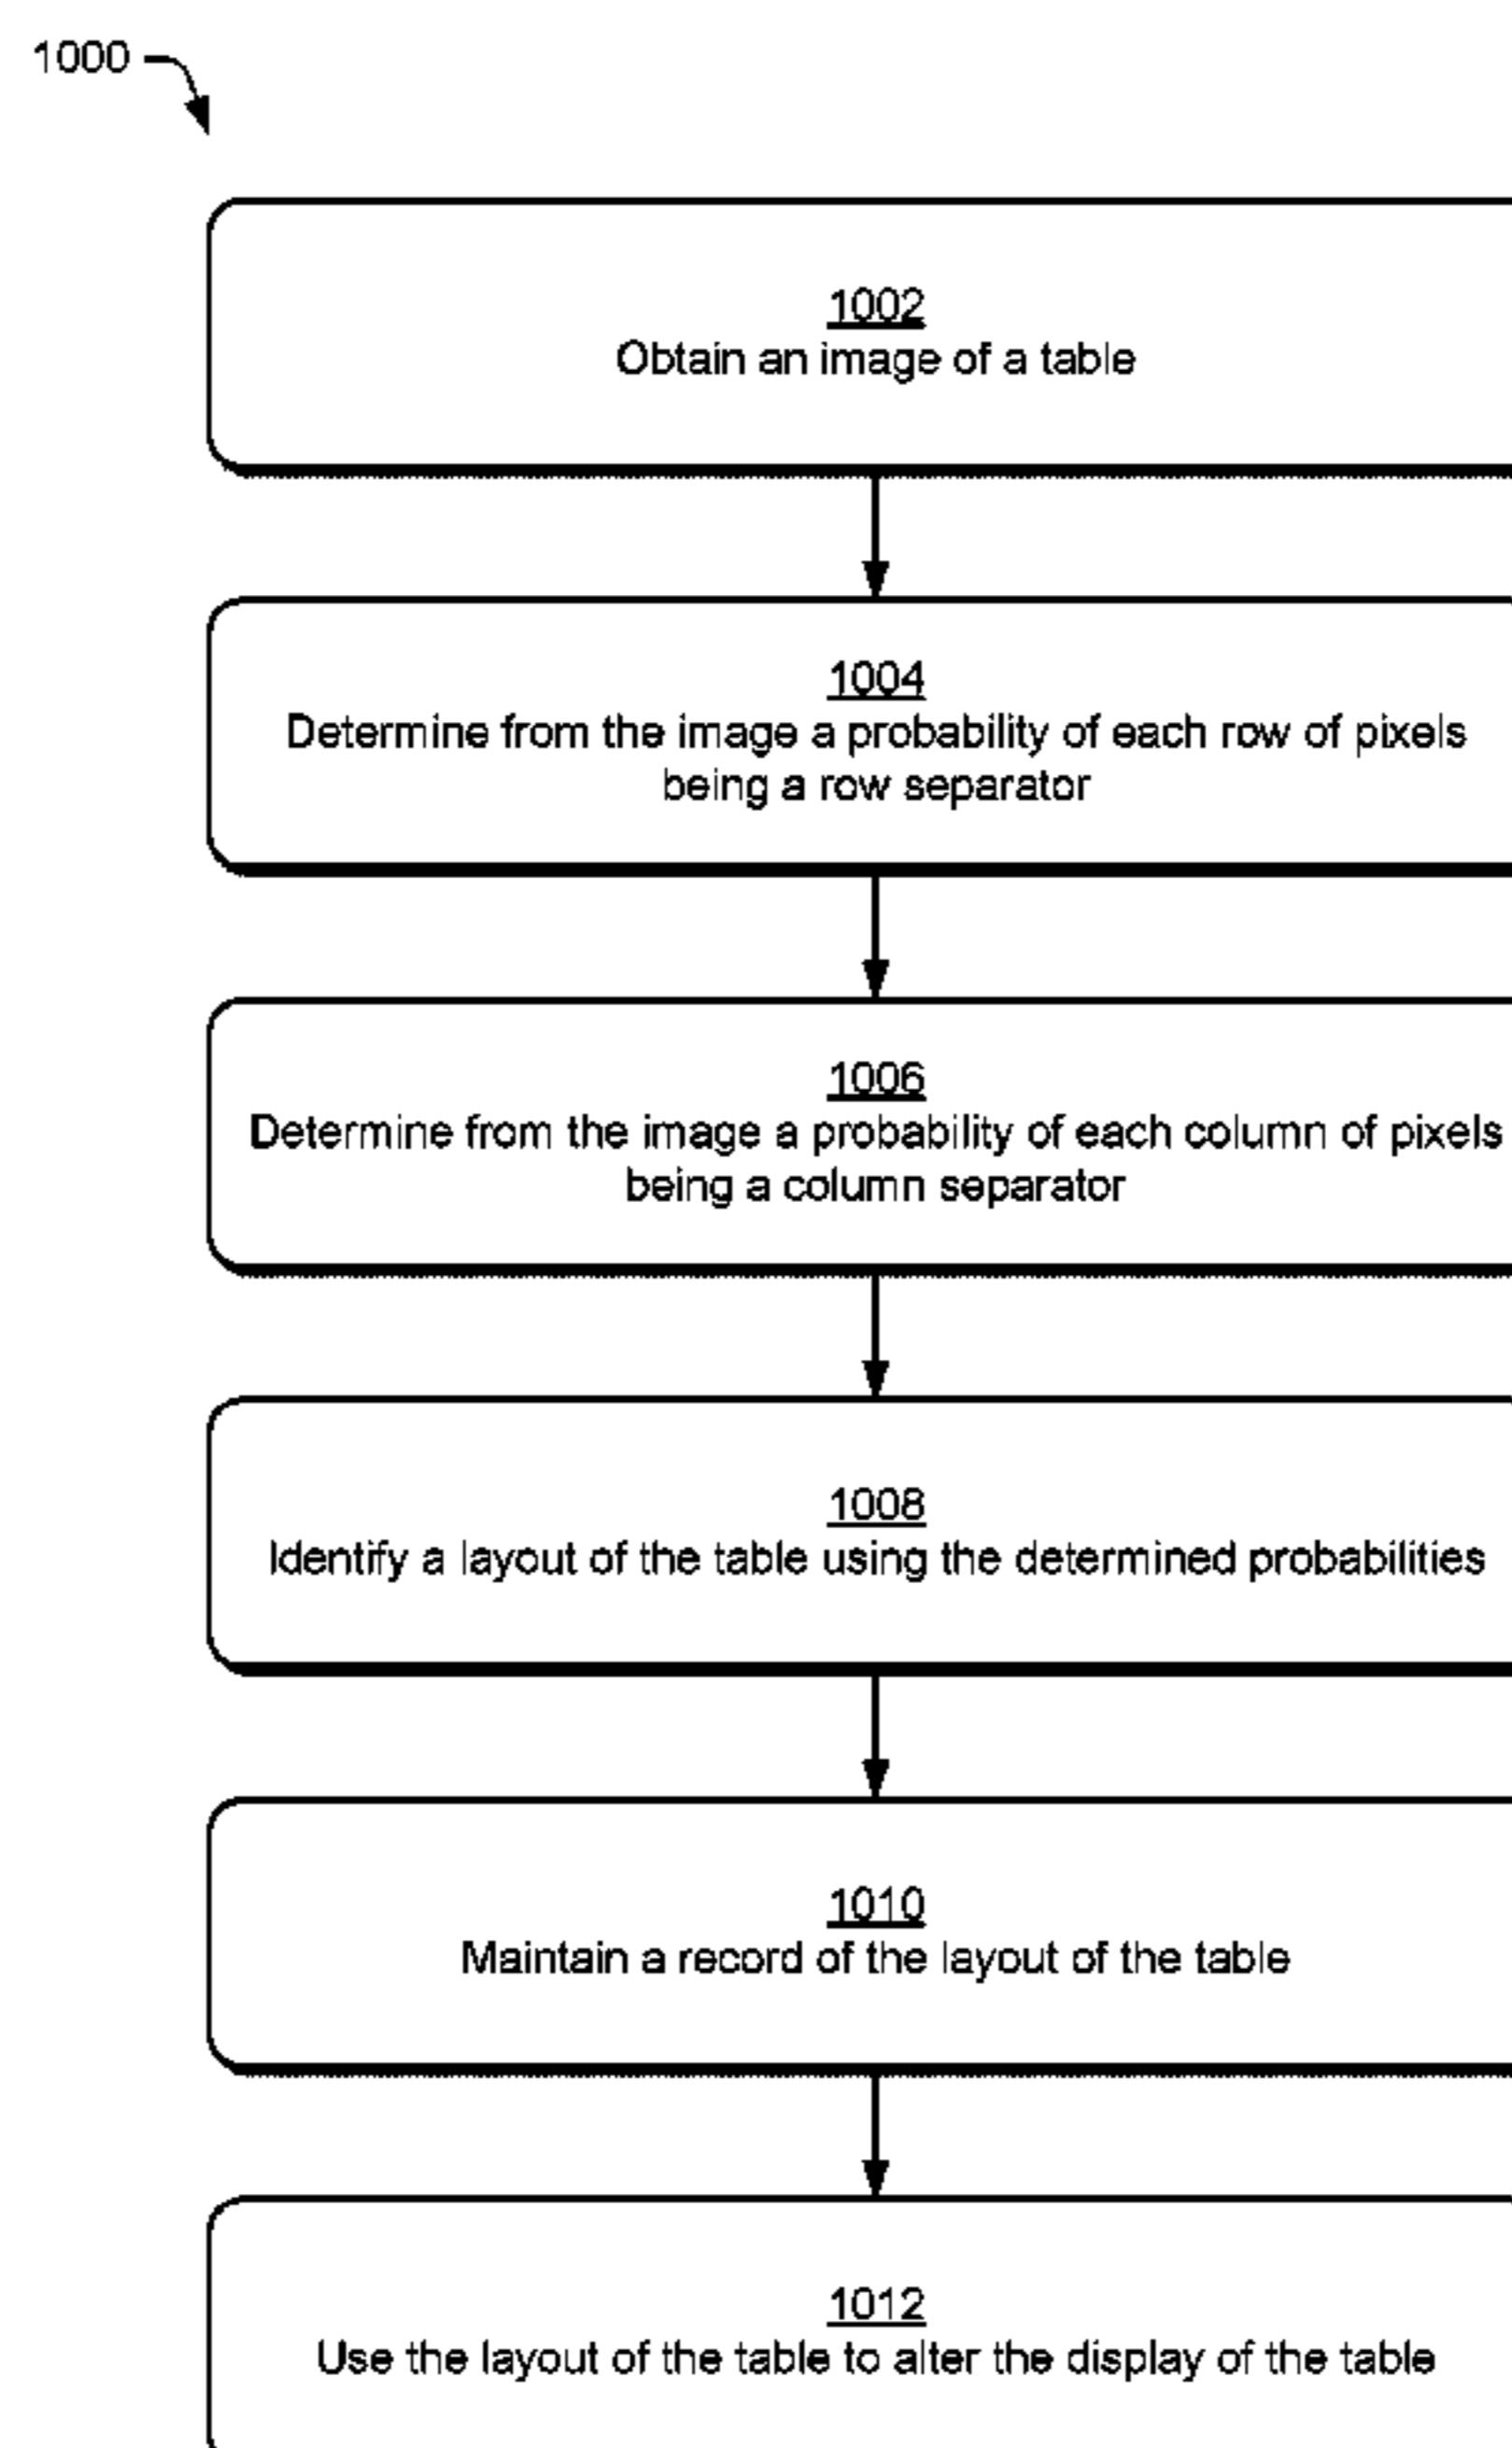 1000
1002
Obtain an image of a table
1004
Determine from the image a probability of each row of pixels
being a row separator
1006
Determine from the image a probability of each column of pixels
being a column separator
1008
Identify a layout of the table using the determined probabilities
1010
Maintain a record of the layout of the table
1012
Use the layout of the table to alter the display of the table